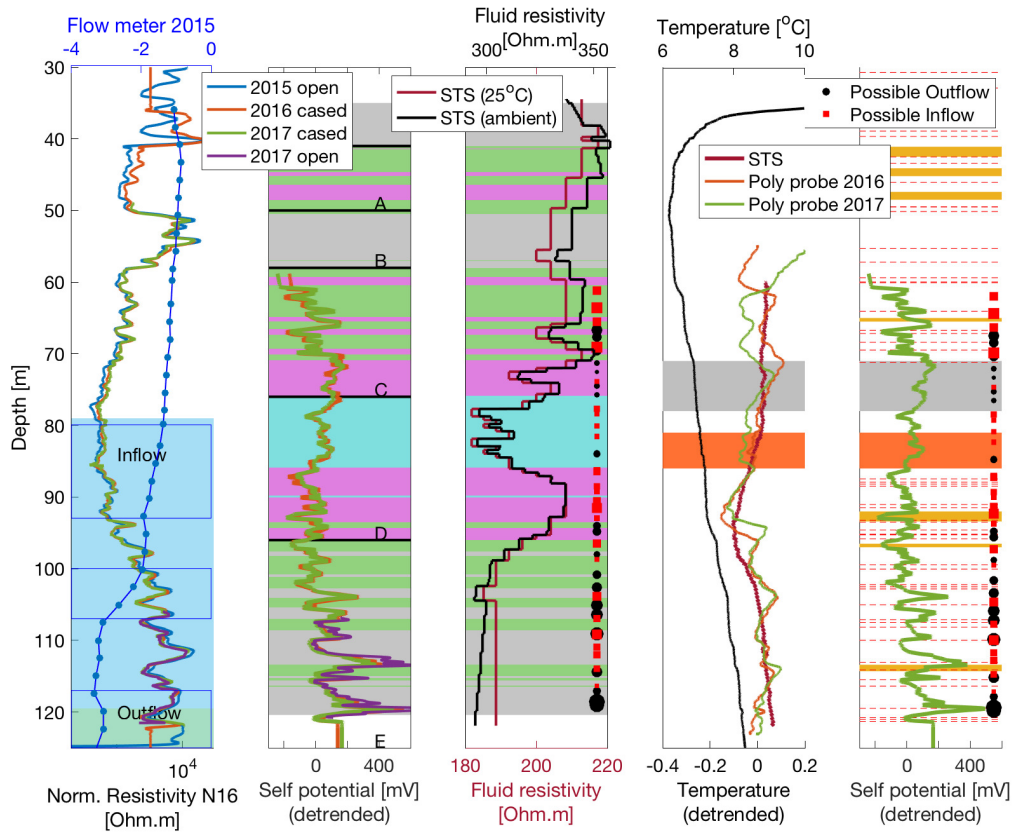 Flow meter 2015
-4 -2 0
Fluid resistivity
[Ohm.m]
300 350
Temperature [°C]
6 8 10
2015 open
2016 cased
2017 cased
2017 open
STS (25°C)
STS (ambient)
Possible Outflow
Possible Inflow
STS
Poly probe 2016
Poly probe 2017
Depth [m]
30
40
50
60
70
80
90
100
110
120
Inflow
Outflow
A
B
C
D
E
10⁴
Norm. Resistivity N16
[Ohm.m]
0 400
Self potential [mV]
(detrended)
180 200 220
Fluid resistivity
[Ohm.m]
-0.4 -0.2 0 0.2
Temperature
(detrended)
0 400
Self potential [mV]
(detrended)